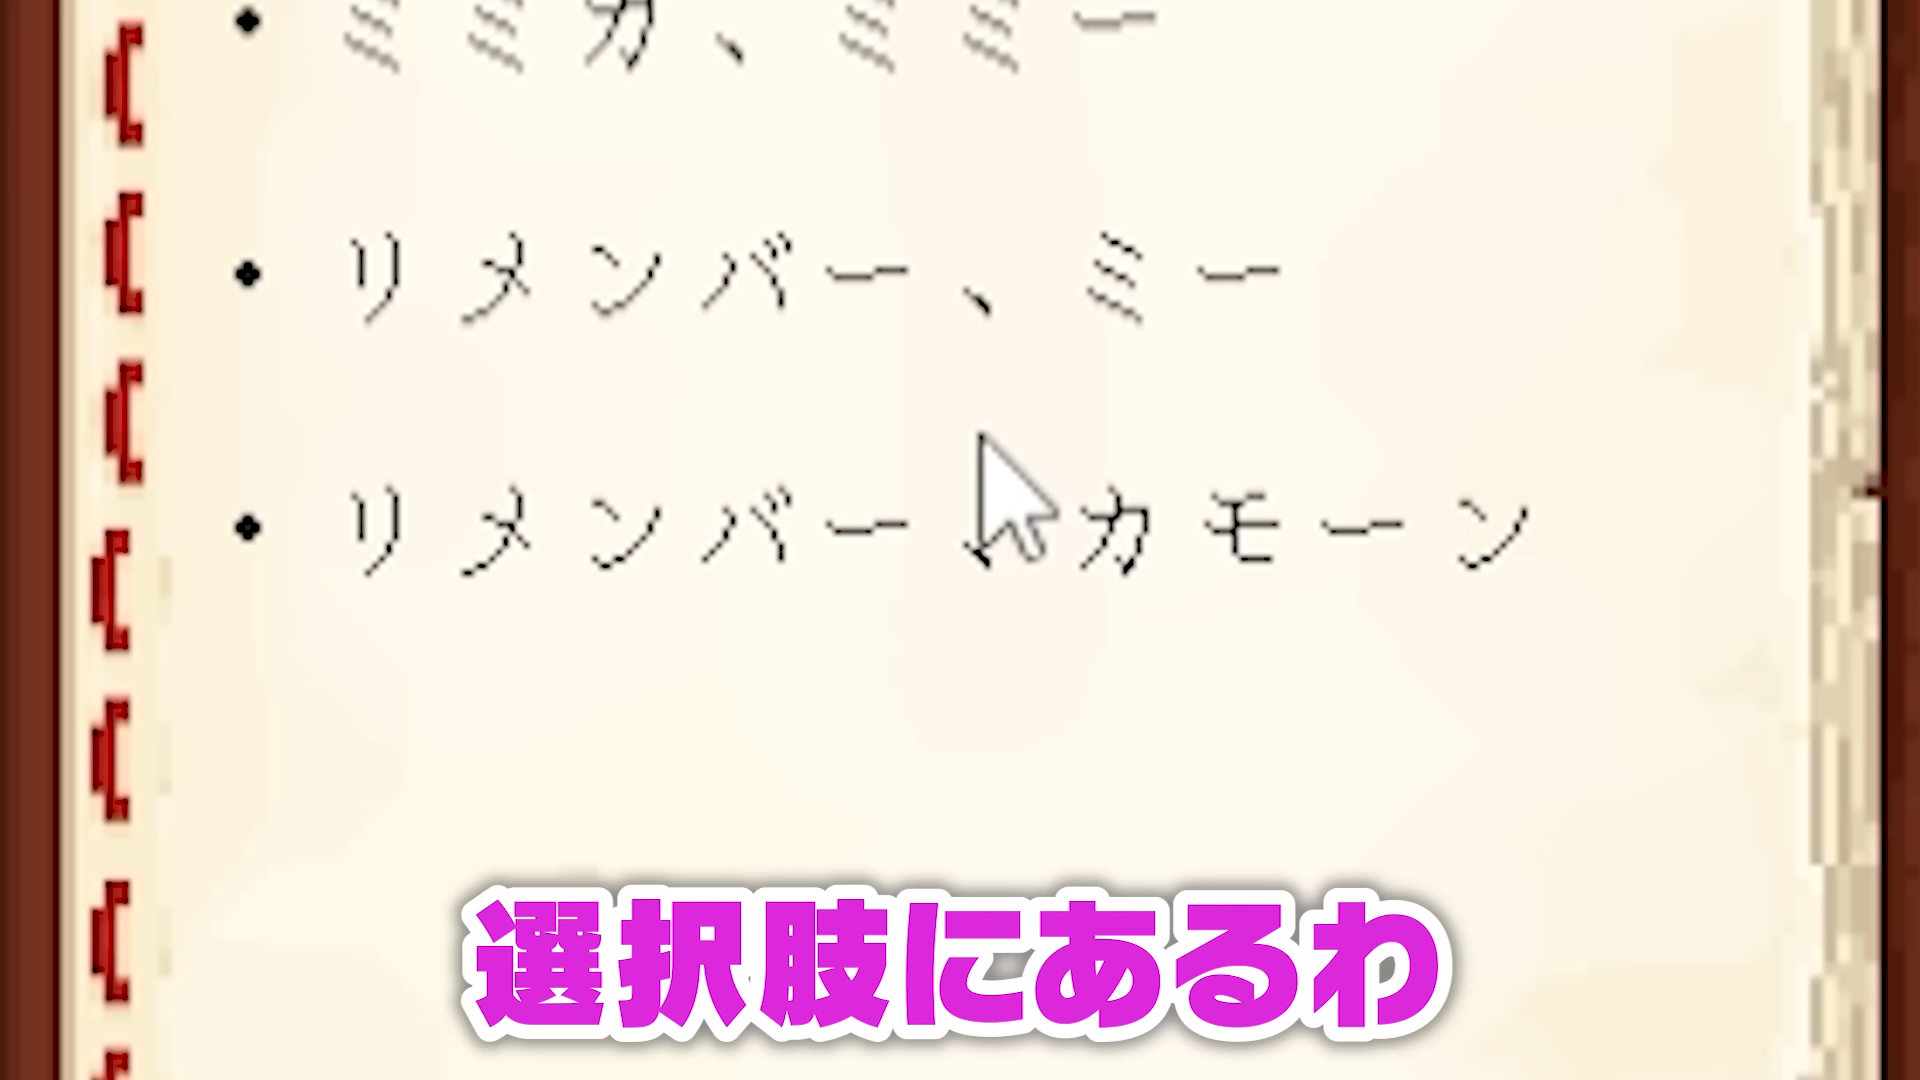 • ミミカ、ミミー
• リメンバー、ミー
• リメンバー、カモーン
選択肢にあるわ